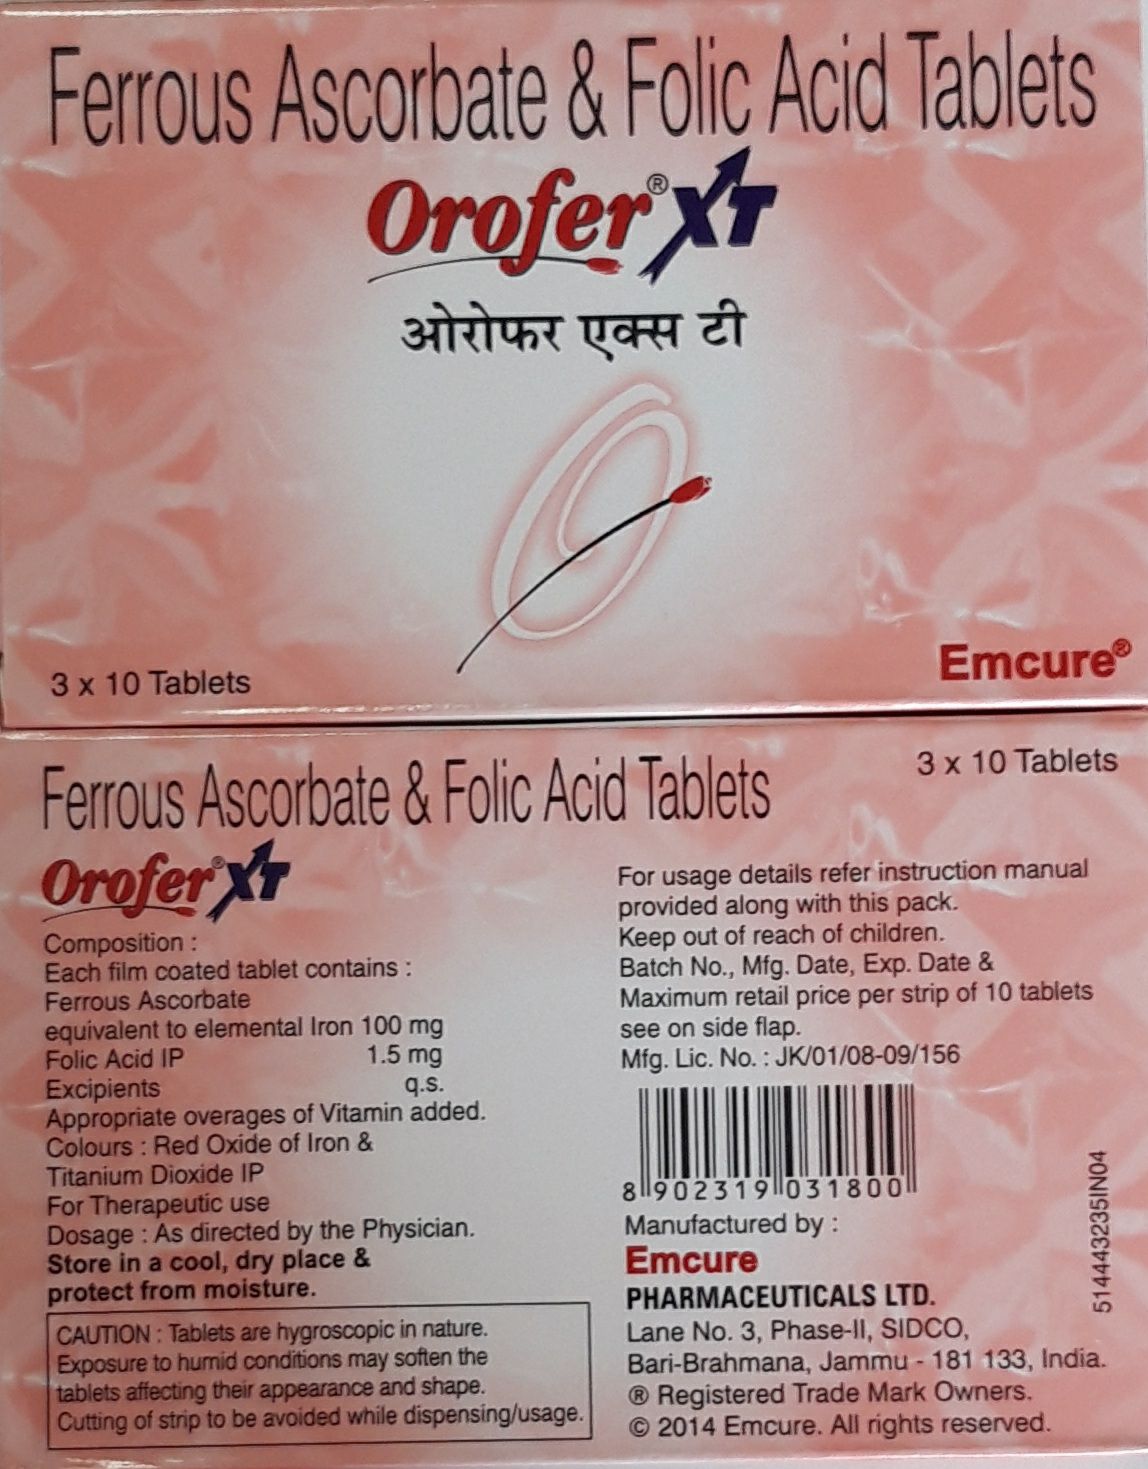 Ferrous Ascorbate & Folic Acid Tablets
Orofer® XT
ओरोफर एक्स टी
3 x 10 Tablets
Emcure®
Ferrous Ascorbate & Folic Acid Tablets
3 x 10 Tablets
Orofer® XT
Composition :
Each film coated tablet contains :
Ferrous Ascorbate
equivalent to elemental Iron 100 mg
Folic Acid IP 1.5 mg
Excipients q.s.
Appropriate overages of Vitamin added.
Colours : Red Oxide of Iron &
Titanium Dioxide IP
For Therapeutic use
Dosage : As directed by the Physician.
Store in a cool, dry place &
protect from moisture.
CAUTION : Tablets are hygroscopic in nature.
Exposure to humid conditions may soften the
tablets affecting their appearance and shape.
Cutting of strip to be avoided while dispensing/usage.
For usage details refer instruction manual
provided along with this pack.
Keep out of reach of children.
Batch No., Mfg. Date, Exp. Date &
Maximum retail price per strip of 10 tablets
see on side flap.
Mfg. Lic. No. : JK/01/08-09/156
8 902319 031800
Manufactured by :
Emcure
PHARMACEUTICALS LTD.
Lane No. 3, Phase-II, SIDCO,
Bari-Brahmana, Jammu - 181 133, India.
® Registered Trade Mark Owners.
© 2014 Emcure. All rights reserved.
514443235IN04